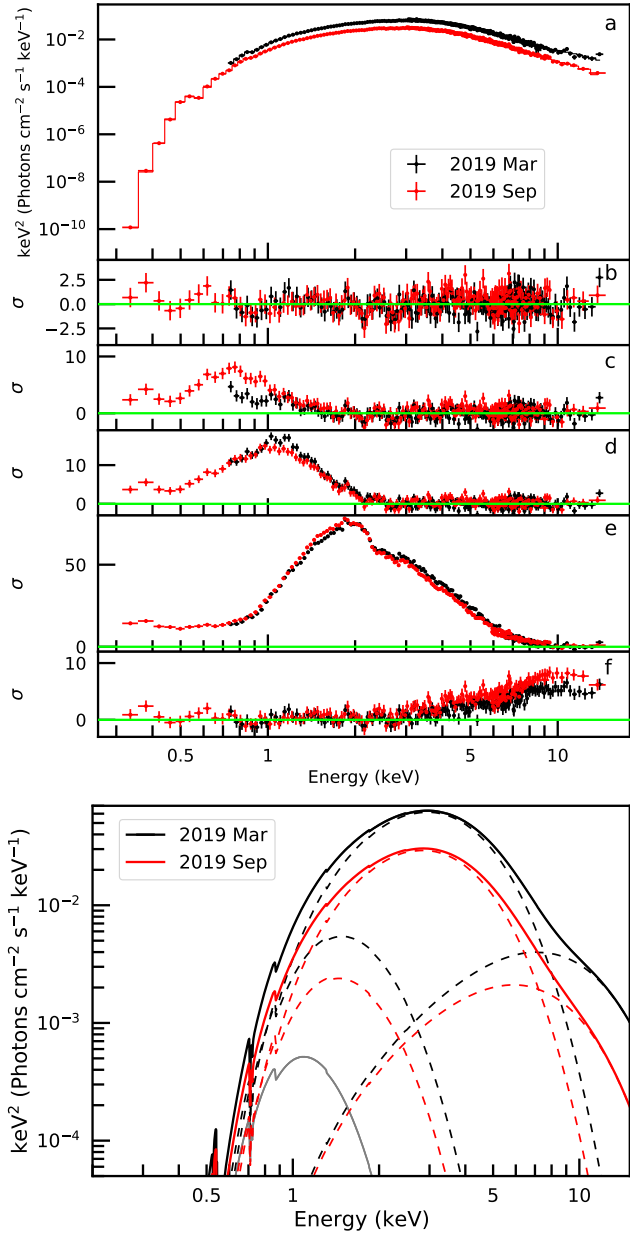 a
10⁻²
10⁻⁴
10⁻⁶
10⁻⁸
10⁻¹⁰
keV² (Photons cm⁻² s⁻¹ keV⁻¹)
2019 Mar
2019 Sep
b
2.5
0.0
−2.5
σ
c
10
0
σ
d
10
0
σ
e
50
0
σ
f
10
0
σ
0.5 1 5 10
Energy (keV)
2019 Mar
2019 Sep
10⁻²
10⁻³
10⁻⁴
keV² (Photons cm⁻² s⁻¹ keV⁻¹)
0.5 1 5 10
Energy (keV)